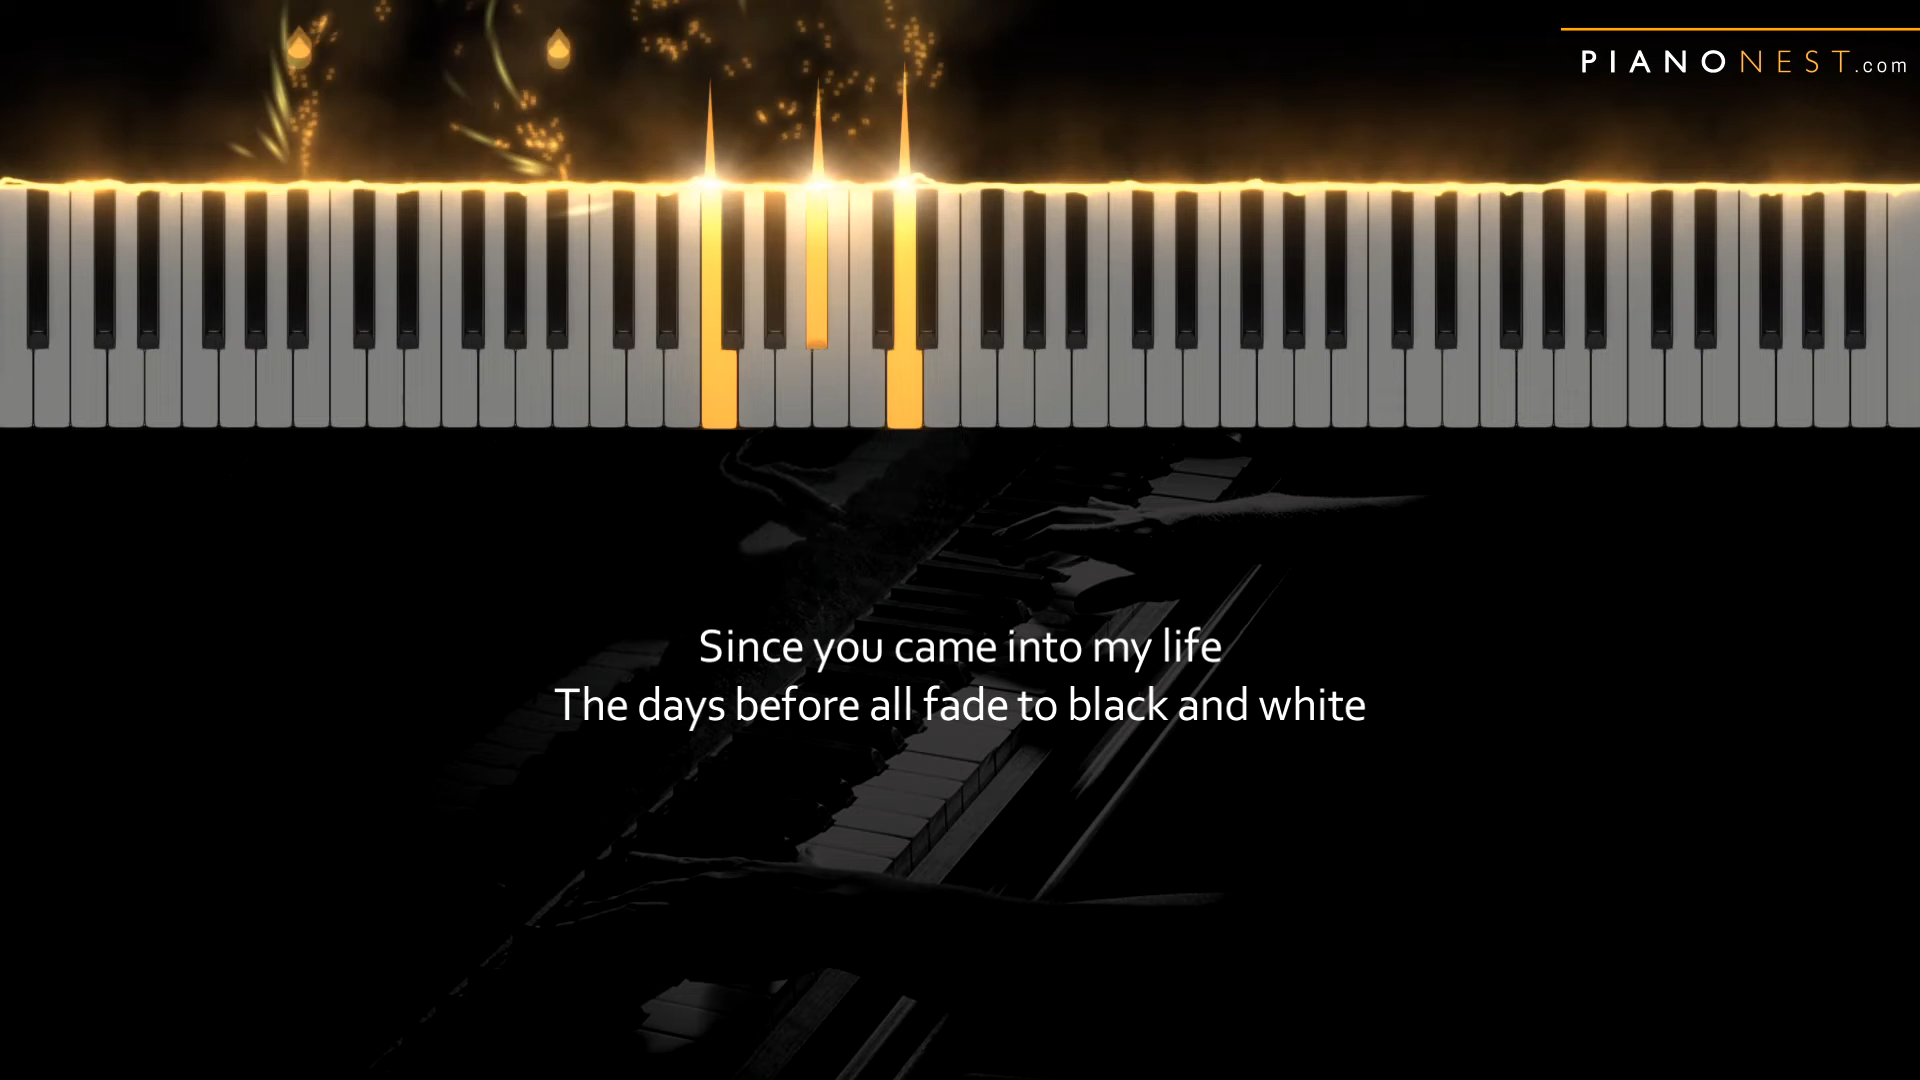 PIANONEST.com
Since you came into my life
The days before all fade to black and white